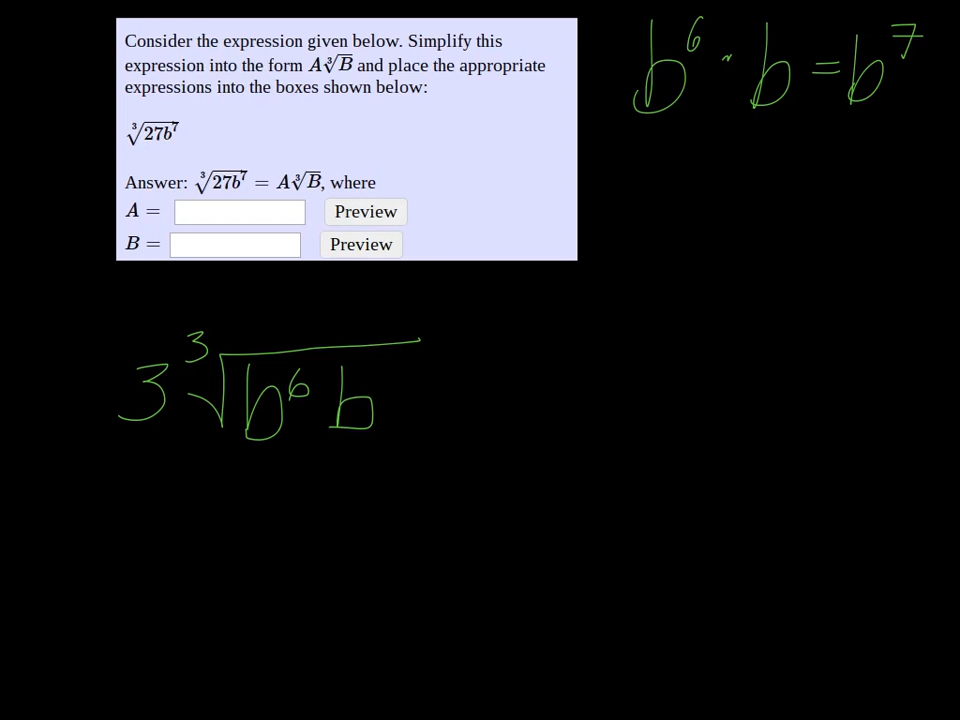 Consider the expression given below. Simplify this
expression into the form A∛B and place the appropriate
expressions into the boxes shown below:
∛(27b⁷)
Answer: ∛(27b⁷) = A∛B, where
A = Preview
B = Preview
b⁶ · b = b⁷
3 ∛(b⁶ b)